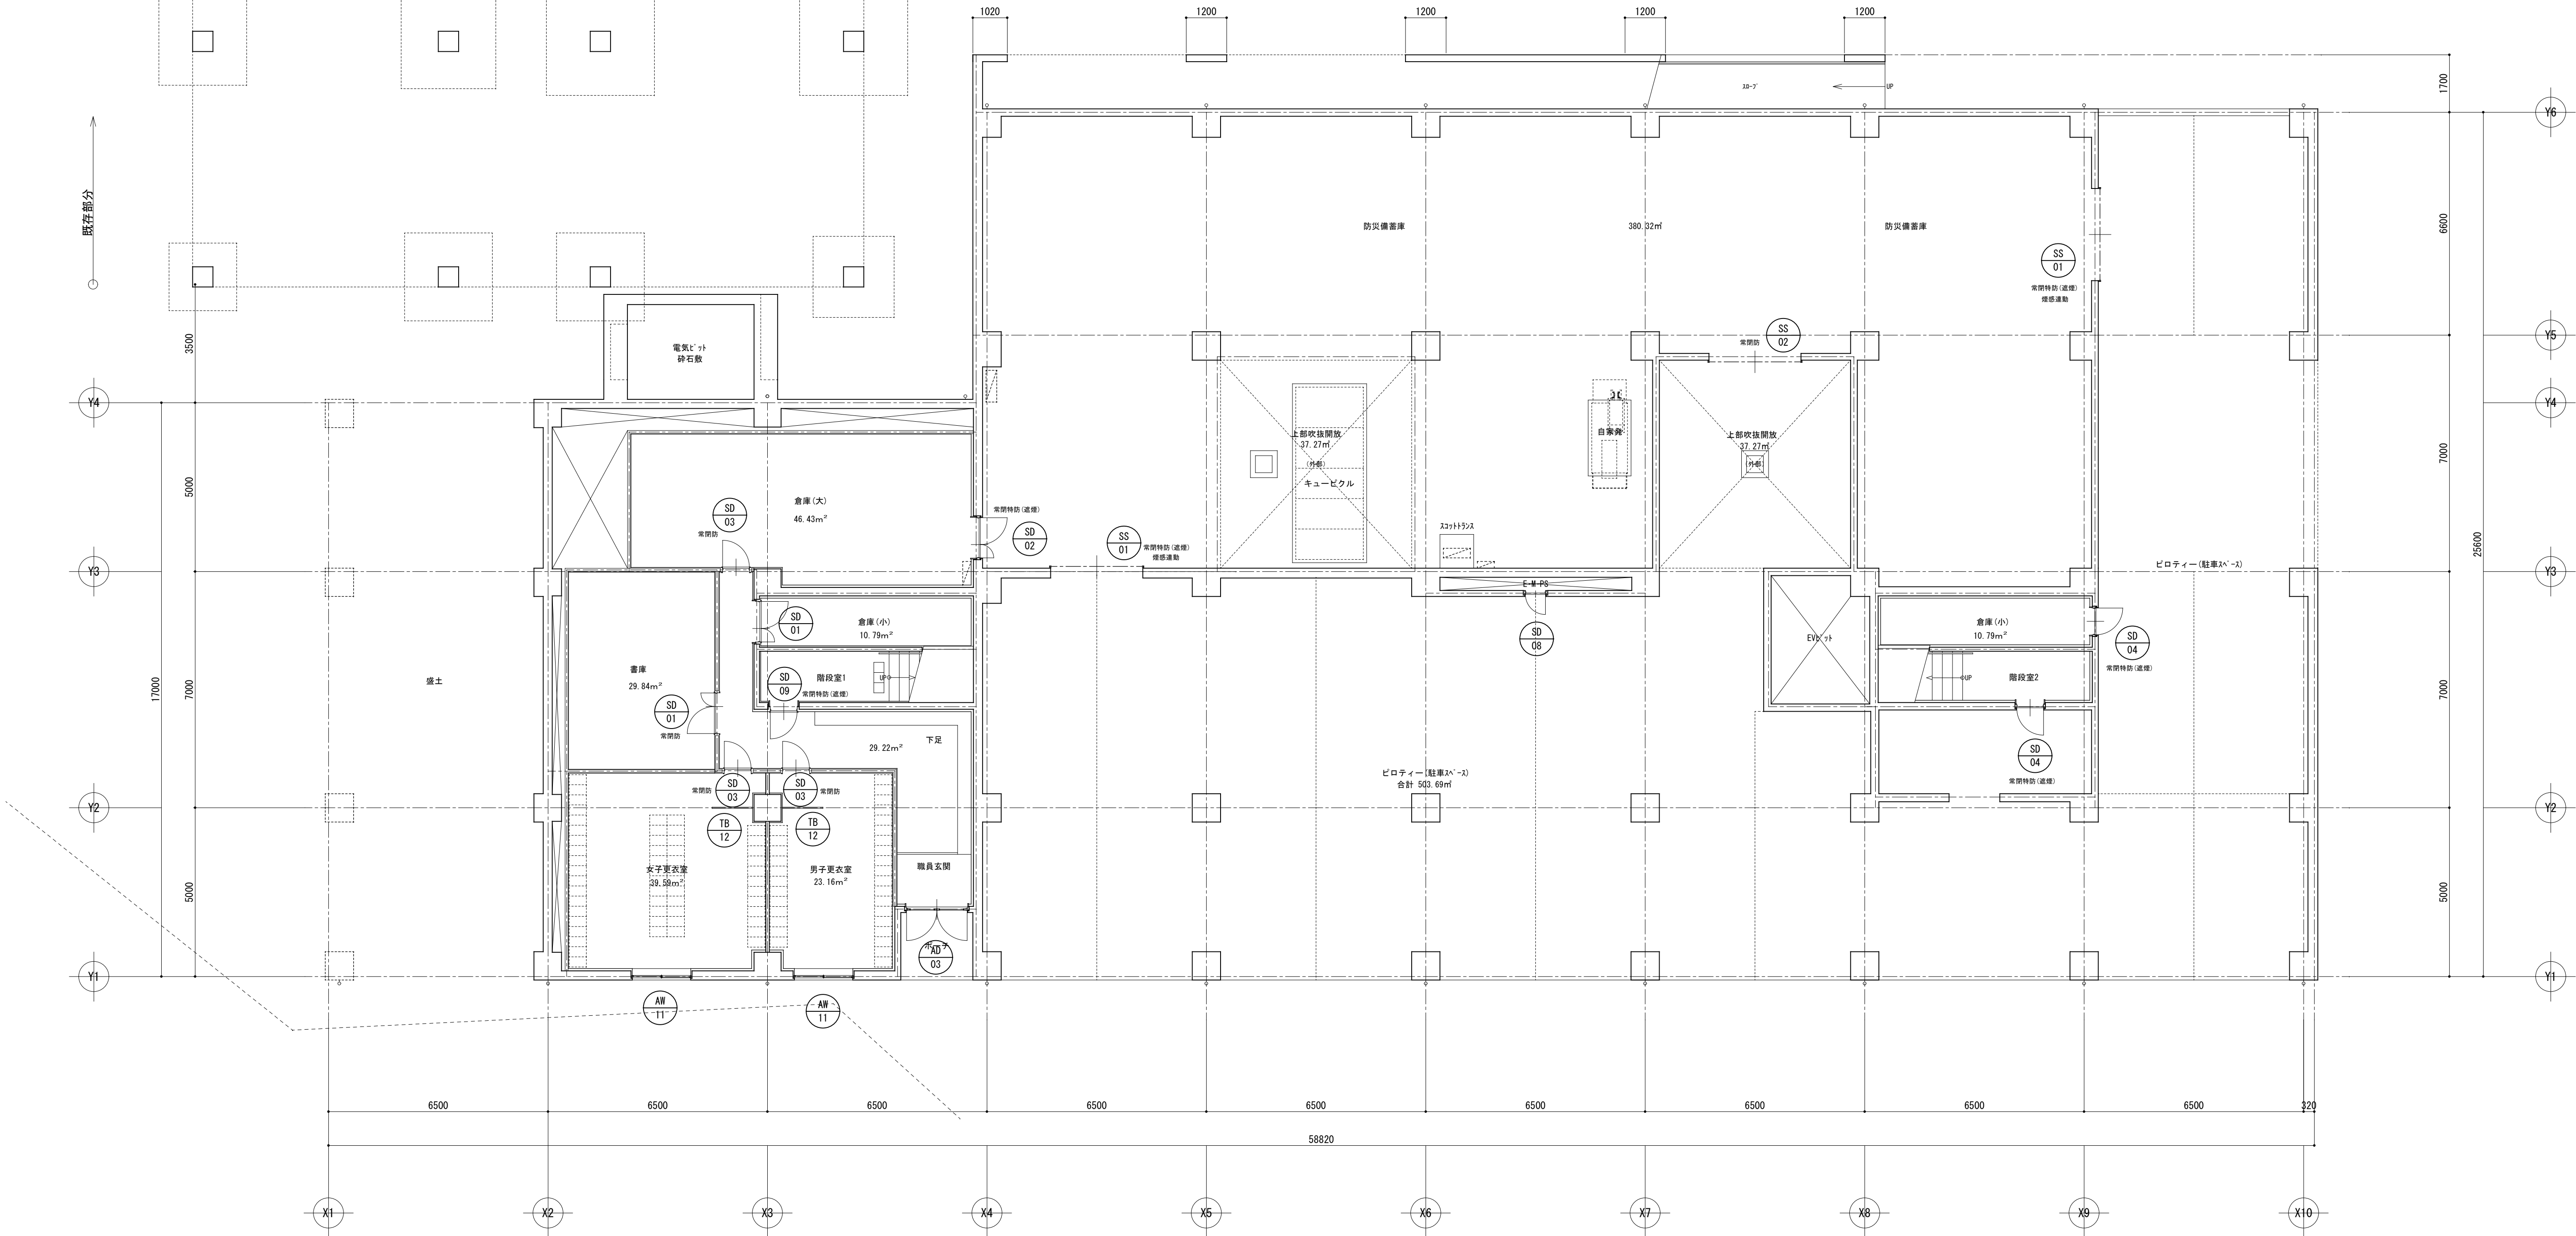 1020
1200
1200
1200
1200
既存部分
スロープ
UP
1700
Y6
防災備蓄庫
380.32㎡
防災備蓄庫
6600
SS
01
常閉特防(遮煙)
煙感連動
3500
電気ピット
砕石敷
SS
02
常閉防
Y5
Y4
Y4
上部吹抜開放
37.27㎡
(外部)
キュービクル
自家発
上部吹抜開放
37.27㎡
(外部)
7000
5000
倉庫(大)
46.43m²
SD
03
常閉防
常閉特防(遮煙)
SD
02
SS
01
常閉特防(遮煙)
煙感連動
スコットトランス
25600
Y3
E-M-PS
ピロティー(駐車スペース)
Y3
SD
01
倉庫(小)
10.79m²
SD
08
EVピット
倉庫(小)
10.79m²
SD
04
常閉特防(遮煙)
17000
7000
盛土
書庫
29.84m²
SD
01
常閉防
SD
09
常閉特防(遮煙)
階段室1
UP
UP
階段室2
7000
下足
29.22m²
SD
04
常閉特防(遮煙)
ピロティー(駐車スペース)
合計 503.69㎡
常閉防
SD
03
SD
03
常閉防
Y2
Y2
TB
12
TB
12
5000
女子更衣室
39.59m²
男子更衣室
23.16m²
職員玄関
5000
ポーチ
AD
03
Y1
Y1
AW
11
AW
11
6500
6500
6500
6500
6500
6500
6500
6500
6500
320
58820
X1
X2
X3
X4
X5
X6
X7
X8
X9
X10